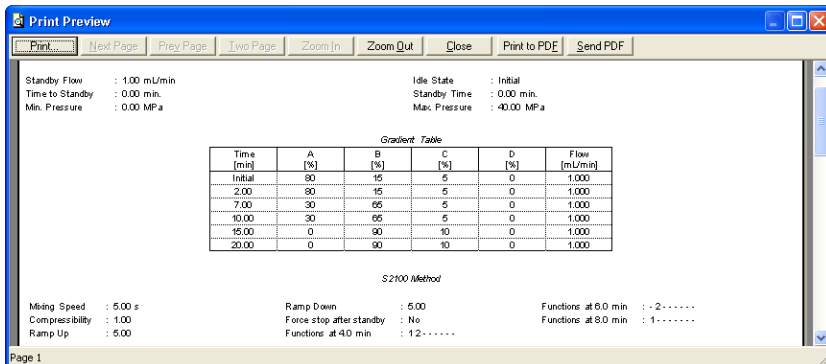 Print Preview
Print... Next Page Prev Page Two Page Zoom In Zoom Out Close Print to PDF Send PDF
Standby Flow : 1.00 mL/min Idle State : Initial
Time to Standby : 0.00 min. Standby Time : 0.00 min.
Min. Pressure : 0.00 MPa Max. Pressure : 40.00 MPa
Gradient Table
Time [min] A [%] B [%] C [%] D [%] Flow [mL/min]
Initial 80 15 5 0 1.000
2.00 80 15 5 0 1.000
7.00 30 65 5 0 1.000
10.00 30 65 5 0 1.000
15.00 0 90 10 0 1.000
20.00 0 90 10 0 1.000
S2100 Method
Mixing Speed : 5.00 s Ramp Down : 5.00 Functions at 6.0 min : - 2 - - - - - -
Compressibility : 1.00 Force stop after standby : No Functions at 8.0 min : 1 - - - - - - -
Ramp Up : 5.00 Functions at 4.0 min : 1 2 - - - - - -
Page 1